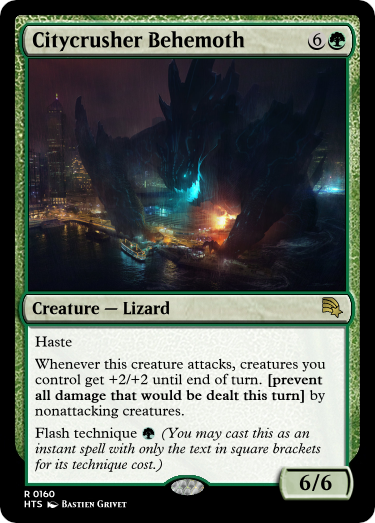 Citycrusher Behemoth 6
Creature — Lizard
Haste
Whenever this creature attacks, creatures you
control get +2/+2 until end of turn. [prevent
all damage that would be dealt this turn] by
nonattacking creatures.
Flash technique (You may cast this as an
instant spell with only the text in square brackets
for its technique cost.)
6/6
R 0160
HTS Bastien Grivet